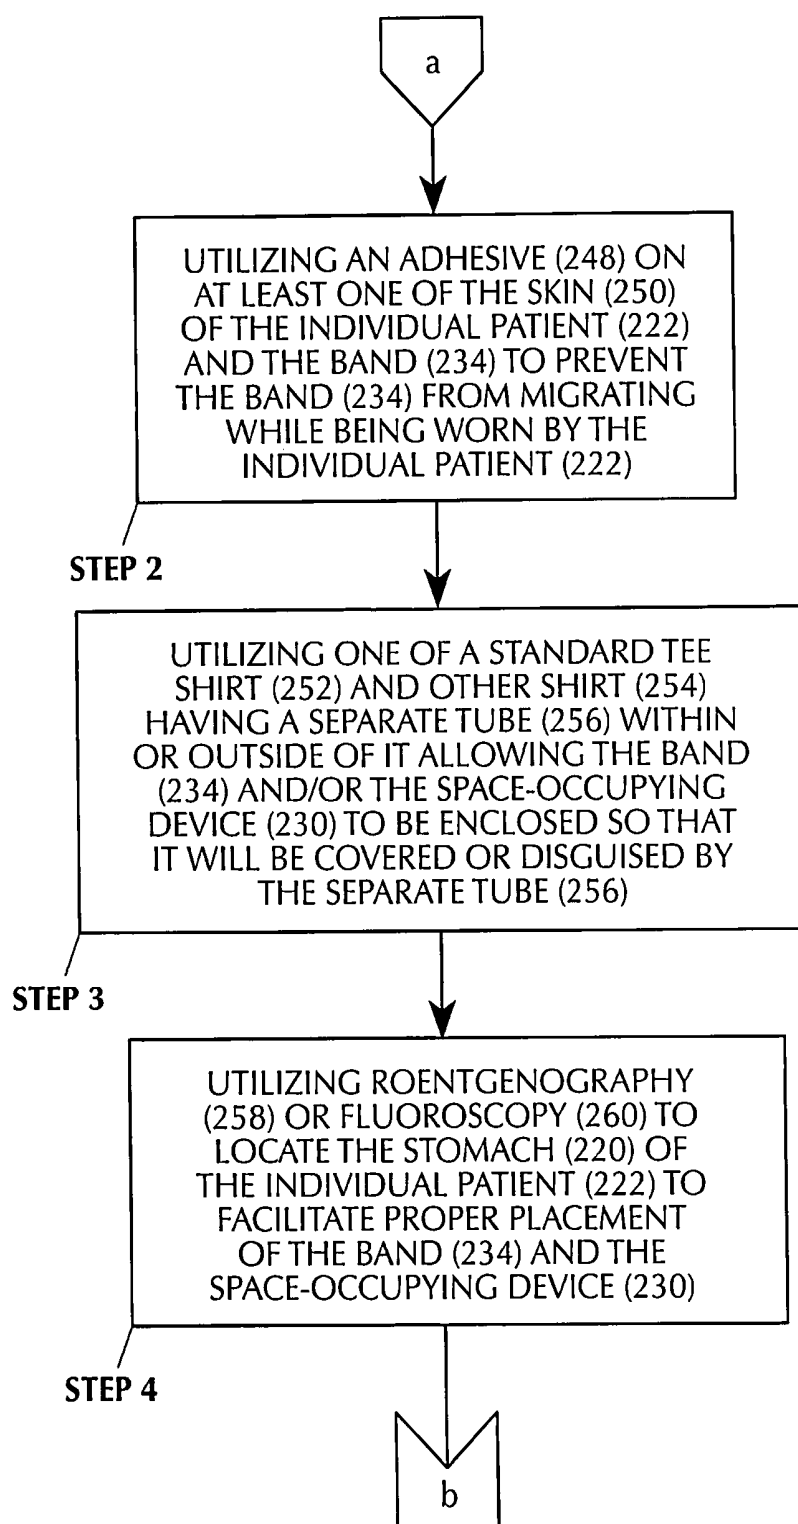 a
UTILIZING AN ADHESIVE (248) ON
AT LEAST ONE OF THE SKIN (250)
OF THE INDIVIDUAL PATIENT (222)
AND THE BAND (234) TO PREVENT
THE BAND (234) FROM MIGRATING
WHILE BEING WORN BY THE
INDIVIDUAL PATIENT (222)
STEP 2
UTILIZING ONE OF A STANDARD TEE
SHIRT (252) AND OTHER SHIRT (254)
HAVING A SEPARATE TUBE (256) WITHIN
OR OUTSIDE OF IT ALLOWING THE BAND
(234) AND/OR THE SPACE-OCCUPYING
DEVICE (230) TO BE ENCLOSED SO THAT
IT WILL BE COVERED OR DISGUISED BY
THE SEPARATE TUBE (256)
STEP 3
UTILIZING ROENTGENOGRAPHY
(258) OR FLUOROSCOPY (260) TO
LOCATE THE STOMACH (220) OF
THE INDIVIDUAL PATIENT (222) TO
FACILITATE PROPER PLACEMENT
OF THE BAND (234) AND THE
SPACE-OCCUPYING DEVICE (230)
STEP 4
b